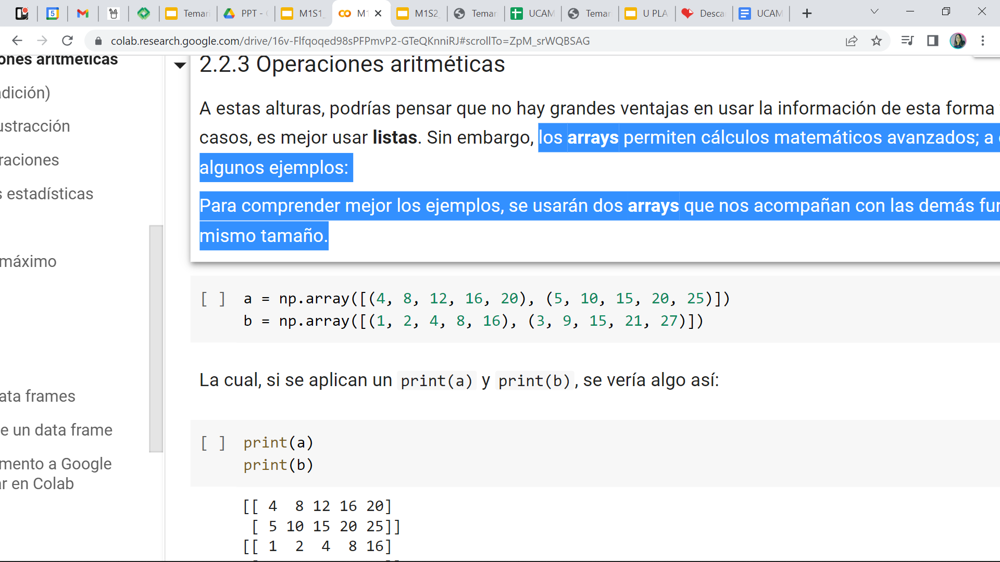 5
Temari
PPT -
M1S1_
M1
M1S2_
Temar
UCAM
Temar
U PLA
Desca
UCAM
colab.research.google.com/drive/16v-Flfqoqed98sPFPmvP2-GTeQKnniRJ#scrollTo=ZpM_srWQBSAG
ones aritméticas
dición)
ustracción
raciones
s estadísticas
máximo
ata frames
e un data frame
mento a Google
ar en Colab
2.2.3 Operaciones aritméticas
A estas alturas, podrías pensar que no hay grandes ventajas en usar la información de esta forma
casos, es mejor usar listas. Sin embargo, los arrays permiten cálculos matemáticos avanzados; a
algunos ejemplos:
Para comprender mejor los ejemplos, se usarán dos arrays que nos acompañan con las demás fun
mismo tamaño.
[ ] a = np.array([(4, 8, 12, 16, 20), (5, 10, 15, 20, 25)])
b = np.array([(1, 2, 4, 8, 16), (3, 9, 15, 21, 27)])
La cual, si se aplican un print(a) y print(b), se vería algo así:
[ ] print(a)
print(b)
[[ 4  8 12 16 20]
 [ 5 10 15 20 25]]
[[ 1  2  4  8 16]